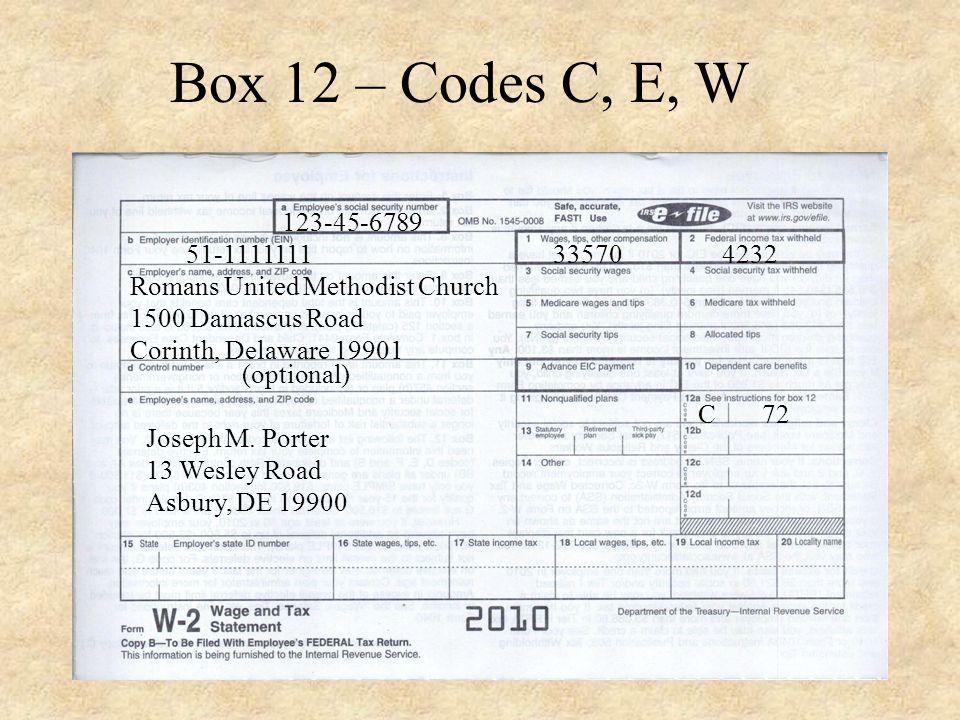 Box 12 – Codes C, E, W
a Employee's social security number
123-45-6789
OMB No. 1545-0008
Safe, accurate,
FAST! Use
IRS e-file
Visit the IRS website
at www.irs.gov/efile.
b Employer identification number (EIN)
51-1111111
1 Wages, tips, other compensation
33570
2 Federal income tax withheld
4232
c Employer's name, address, and ZIP code
Romans United Methodist Church
1500 Damascus Road
Corinth, Delaware 19901
3 Social security wages
4 Social security tax withheld
5 Medicare wages and tips
6 Medicare tax withheld
7 Social security tips
8 Allocated tips
d Control number
(optional)
9 Advance EIC payment
10 Dependent care benefits
e Employee's name, address, and ZIP code
Joseph M. Porter
13 Wesley Road
Asbury, DE 19900
11 Nonqualified plans
12a See instructions for box 12
Code
C 72
13 Statutory employee Retirement plan Third-party sick pay
12b
Code
14 Other
12c
Code
12d
Code
15 State Employer's state ID number
16 State wages, tips, etc.
17 State income tax
18 Local wages, tips, etc.
19 Local income tax
20 Locality name
Form W-2 Wage and Tax Statement
2010
Department of the Treasury—Internal Revenue Service
Copy B—To Be Filed With Employee's FEDERAL Tax Return.
This information is being furnished to the Internal Revenue Service.